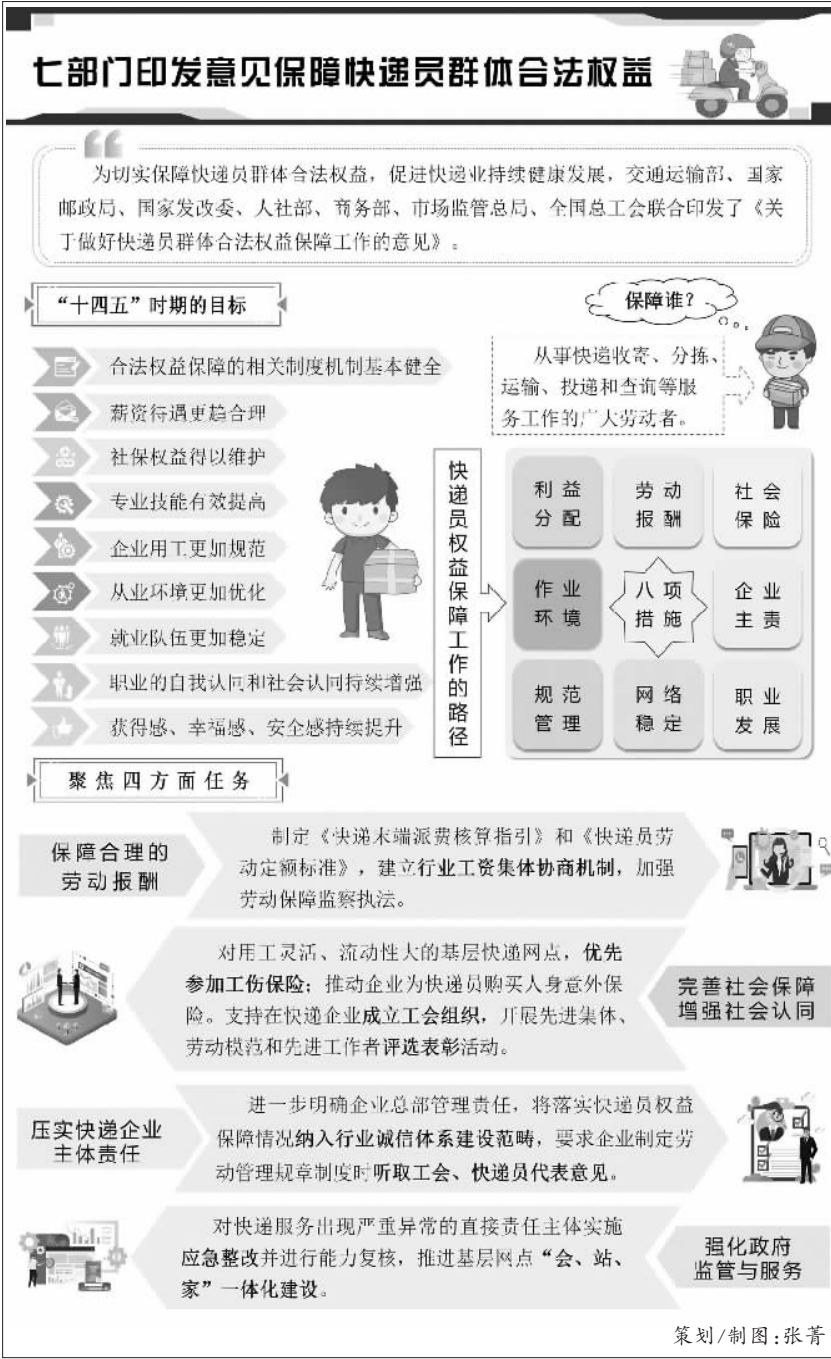 七部门印发意见保障快递员群体合法权益
为切实保障快递员群体合法权益，促进快递业持续健康发展，交通运输部、国家
邮政局、国家发改委、人社部、商务部、市场监管总局、全国总工会联合印发了《关
于做好快递员群体合法权益保障工作的意见》。
“十四五”时期的目标
合法权益保障的相关制度机制基本健全
薪资待遇更趋合理
社保权益得以维护
专业技能有效提高
企业用工更加规范
从业环境更加优化
就业队伍更加稳定
职业的自我认同和社会认同持续增强
获得感、幸福感、安全感持续提升
保障谁？
从事快递收寄、分拣、
运输、投递和查询等服
务工作的广大劳动者。
快递员权益保障工作的路径
利益
分配
劳动
报酬
社会
保险
作业
环境
八项
措施
企业
主责
规范
管理
网络
稳定
职业
发展
聚焦四方面任务
保障合理的
劳动报酬
制定《快递末端派费核算指引》和《快递员劳
动定额标准》，建立行业工资集体协商机制，加强
劳动保障监察执法。
对用工灵活、流动性大的基层快递网点，优先
参加工伤保险；推动企业为快递员购买人身意外保
险。支持在快递企业成立工会组织，开展先进集体、
劳动模范和先进工作者评选表彰活动。
完善社会保障
增强社会认同
压实快递企业
主体责任
进一步明确企业总部管理责任，将落实快递员权益
保障情况纳入行业诚信体系建设范畴，要求企业制定劳
动管理规章制度时听取工会、快递员代表意见。
对快递服务出现严重异常的直接责任主体实施
应急整改并进行能力复核，推进基层网点“会、站、
家”一体化建设。
强化政府
监管与服务
策划/制图：张菁